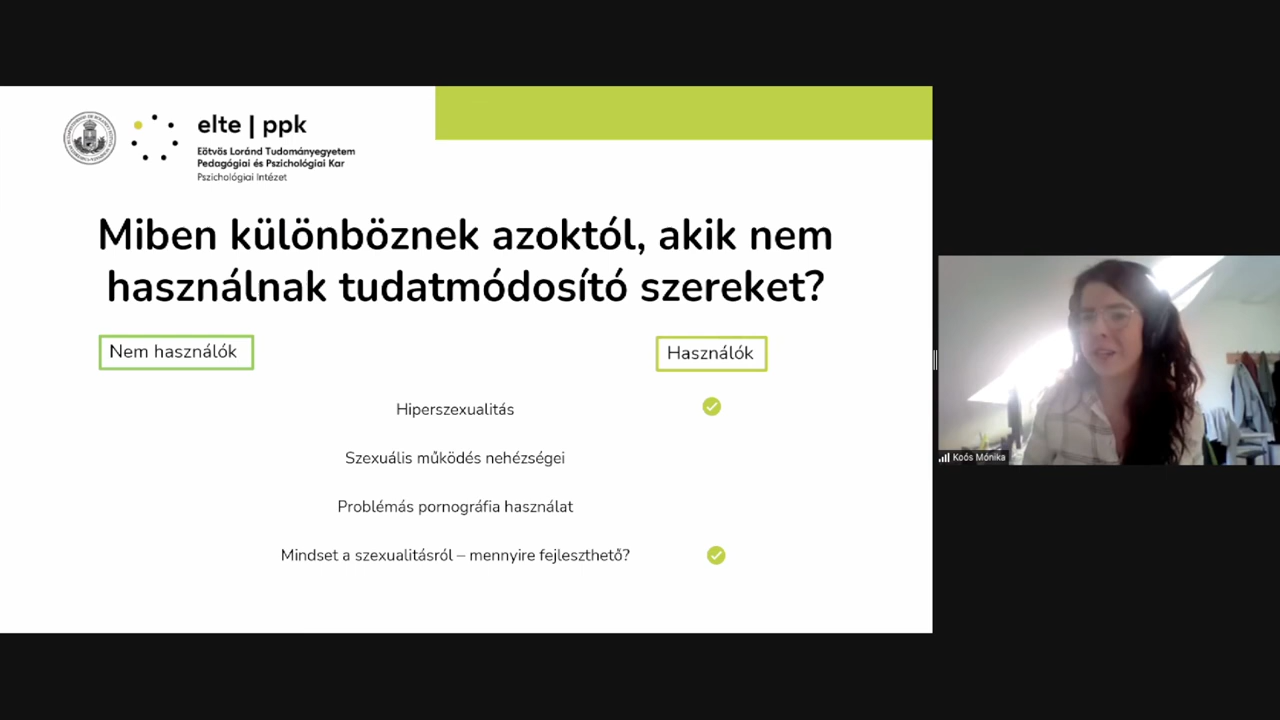 elte | ppk
Eötvös Loránd Tudományegyetem
Pedagógiai és Pszichológiai Kar
Pszichológiai Intézet
Miben különböznek azoktól, akik nem
használnak tudatmódosító szereket?
Nem használók
Használók
Hiperszexualitás
Szexuális működés nehézségei
Problémás pornográfia használat
Mindset a szexualitásról – mennyire fejleszthető?
Koós Mónika